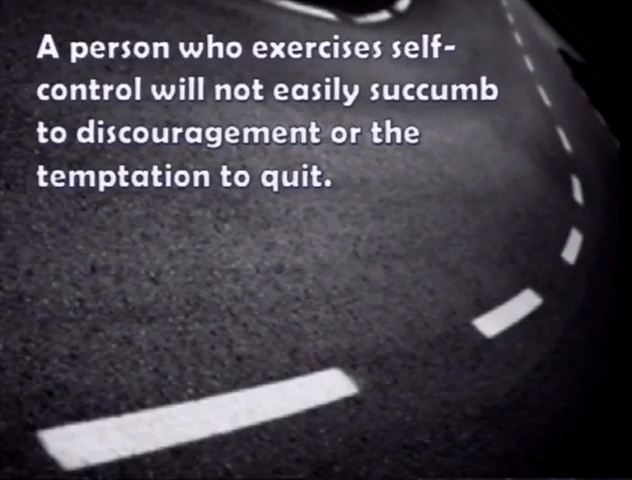 A person who exercises self-
control will not easily succumb
to discouragement or the
temptation to quit.